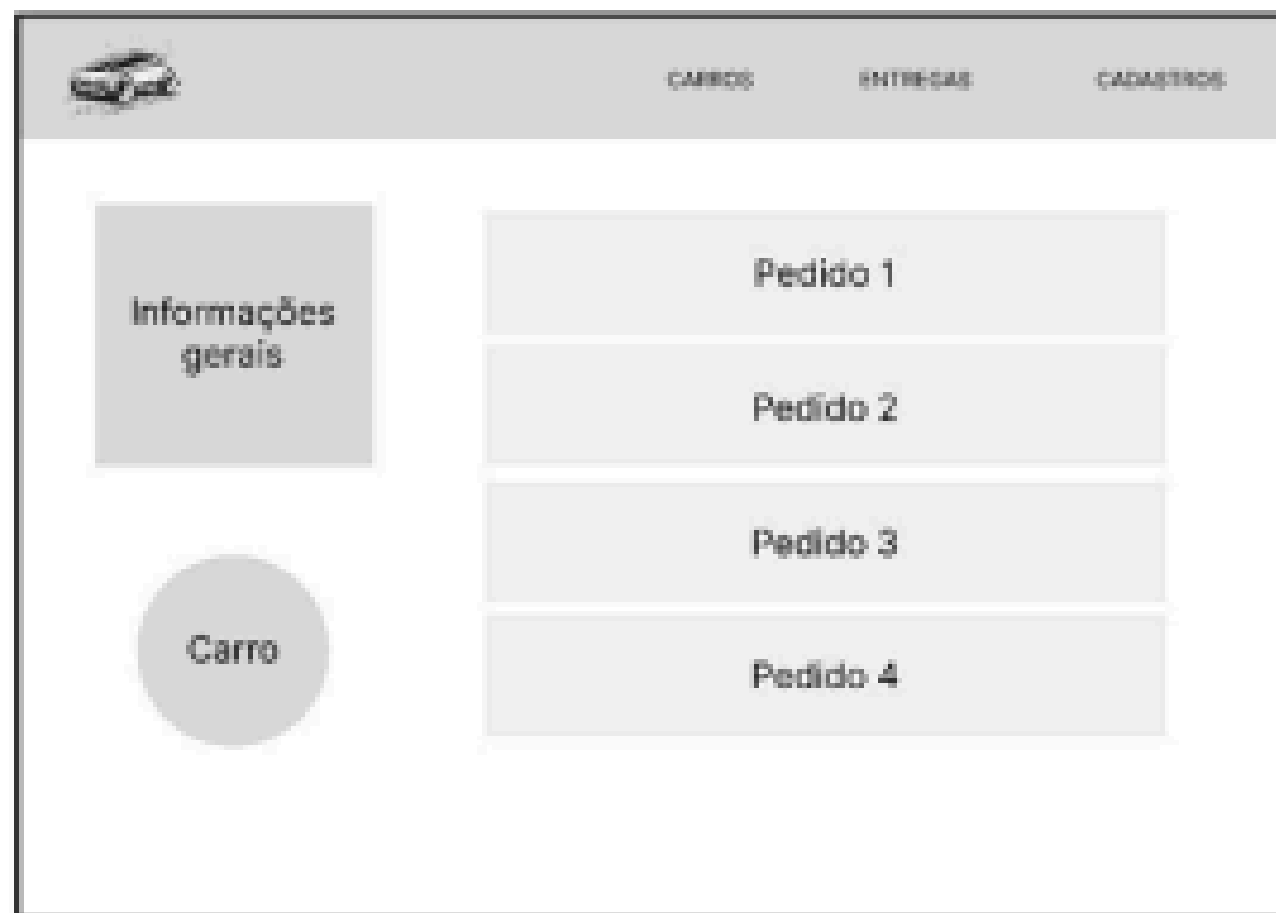 CARROS ENTREGAS CADASTROS
Informações
gerais
Carro
Pedido 1
Pedido 2
Pedido 3
Pedido 4